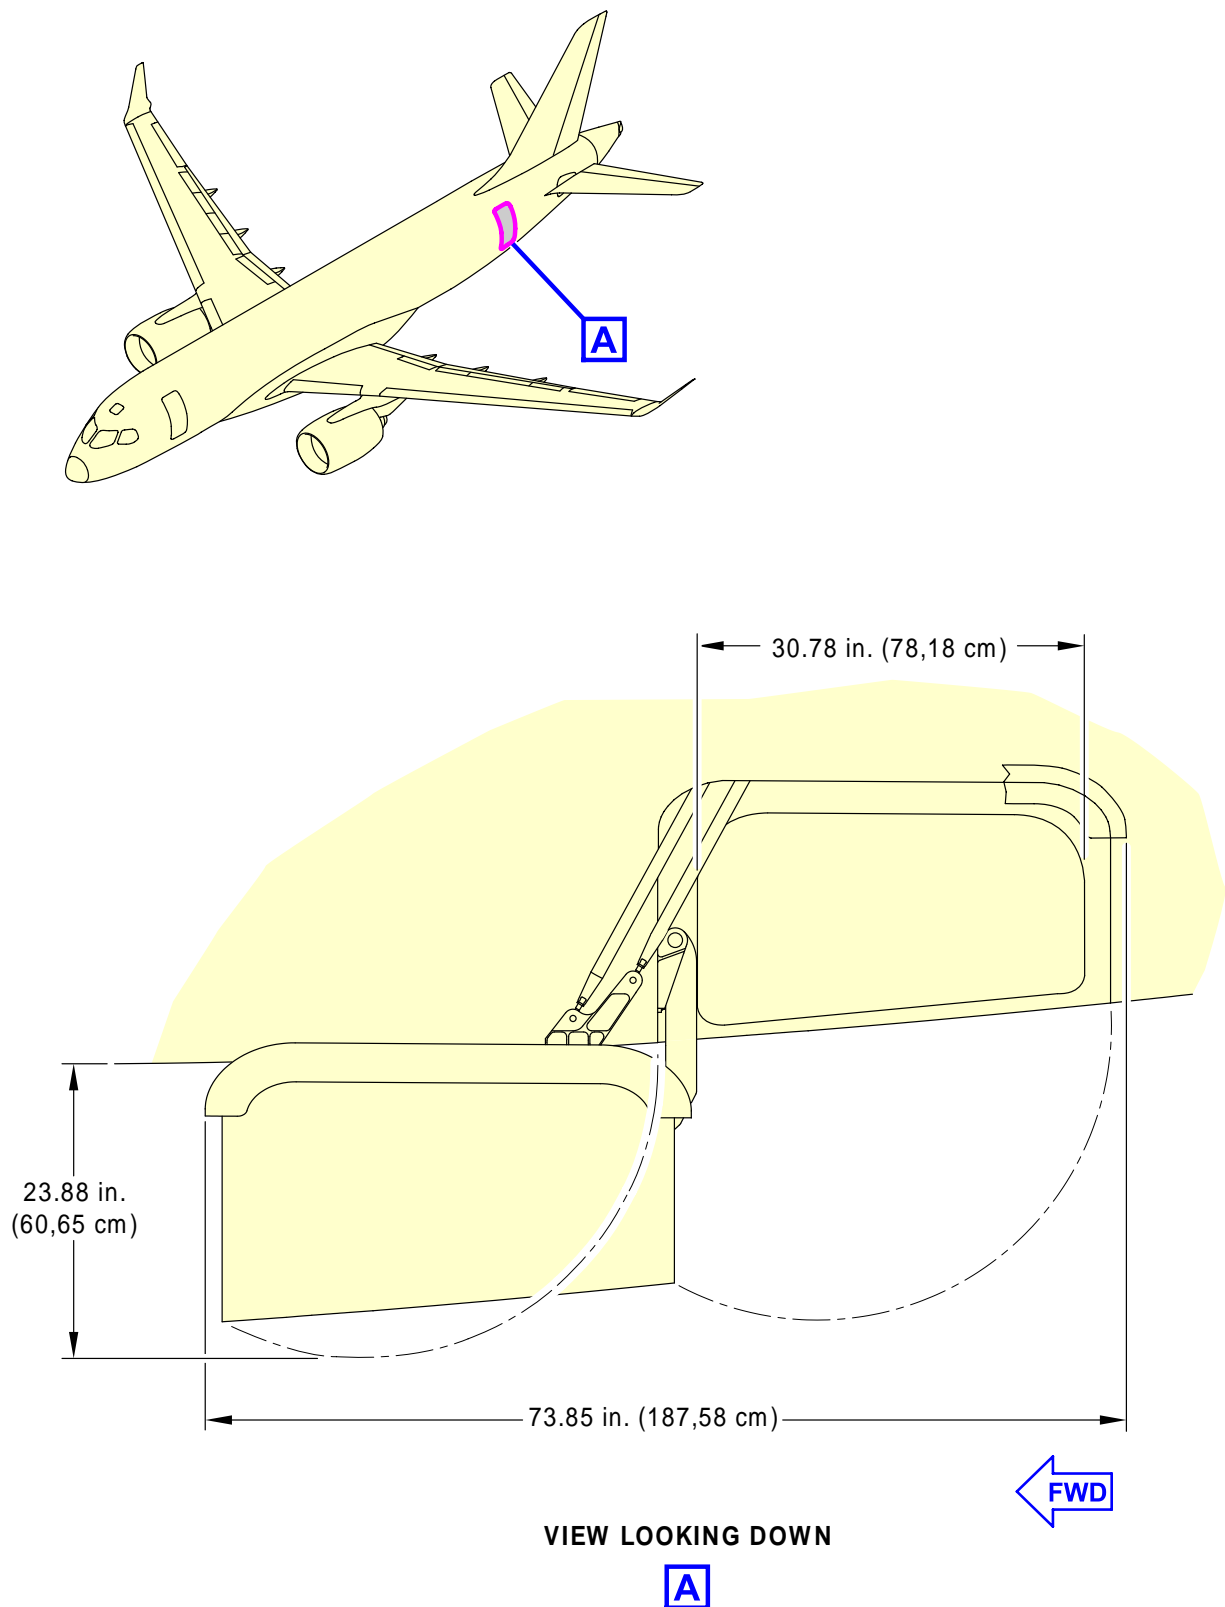 A
30.78 in. (78,18 cm)
23.88 in.
(60,65 cm)
73.85 in. (187,58 cm)
FWD
VIEW LOOKING DOWN
A